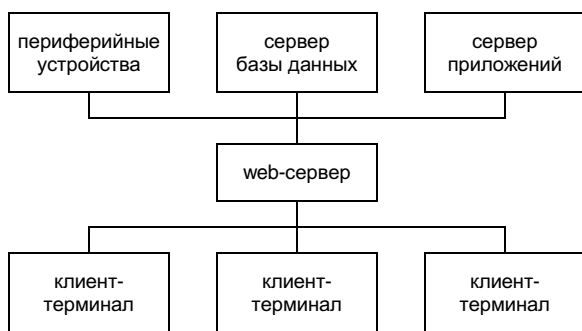 периферийные
устройства
сервер
базы данных
сервер
приложений
web-сервер
клиент-
терминал
клиент-
терминал
клиент-
терминал